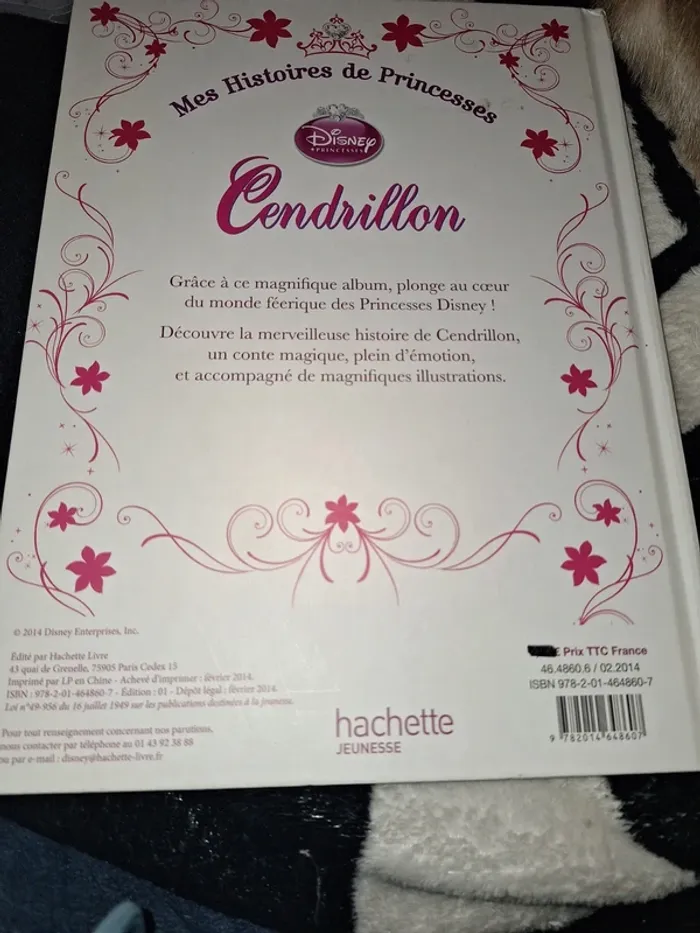 Mes Histoires de Princesses
Disney
PRINCESSES
Cendrillon
Grâce à ce magnifique album, plonge au cœur
du monde féerique des Princesses Disney !
Découvre la merveilleuse histoire de Cendrillon,
un conte magique, plein d'émotion,
et accompagné de magnifiques illustrations.
© 2014 Disney Enterprises, Inc.
Édité par Hachette Livre
43 quai de Grenelle, 75905 Paris Cedex 15
Imprimé par LP en Chine - Achevé d'imprimer : février 2014.
ISBN : 978-2-01-464860-7 - Édition : 01 - Dépôt légal : février 2014.
Loi n°49-956 du 16 juillet 1949 sur les publications destinées à la jeunesse.
Pour tout renseignement concernant nos parutions,
nous contacter par téléphone au 01 43 92 38 88
ou par e-mail : disney@hachette-livre.fr
hachette
JEUNESSE
€ Prix TTC France
46.4860.6 / 02.2014
ISBN 978-2-01-464860-7
9 782014 648607